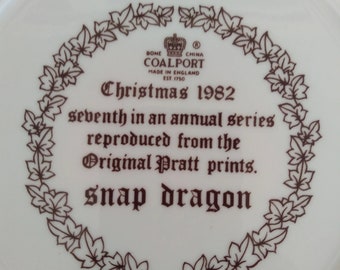 BONE CHINA ®
COALPORT
MADE IN ENGLAND
EST 1750
Christmas 1982
seventh in an annual series
reproduced from the
Original Pratt prints.
snap dragon